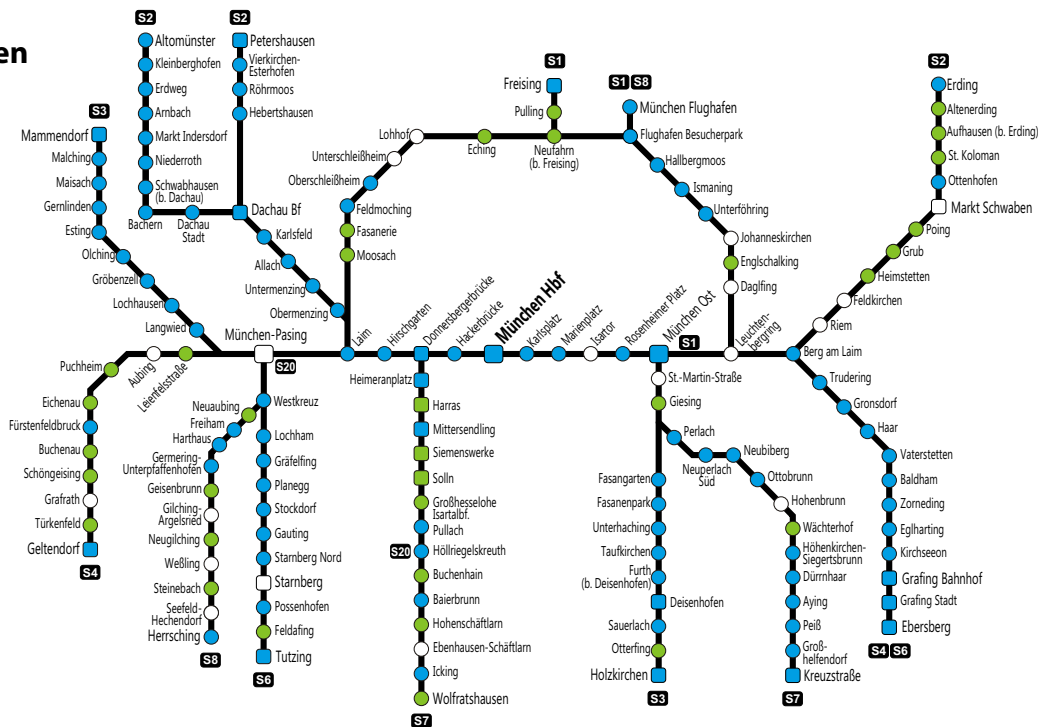 en
S2
Altomünster
Kleinberghofen
Erdweg
Arnbach
Markt Indersdorf
Niederroth
Schwabhausen
(b. Dachau)
Bachern
Dachau
Stadt
S2
Petershausen
Vierkirchen-
Esterhofen
Röhrmoos
Hebertshausen
Dachau Bf
Karlsfeld
Allach
Untermenzing
Obermenzing
S3
Mammendorf
Malching
Maisach
Gernlinden
Esting
Olching
Gröbenzell
Lochhausen
Langwied
S1
Freising
Pulling
Neufahrn
(b. Freising)
Eching
Lohhof
Unterschleißheim
Oberschleißheim
Feldmoching
Fasanerie
Moosach
S1 S8
München Flughafen
Flughafen Besucherpark
Hallbergmoos
Ismaning
Unterföhring
Johanneskirchen
Englschalking
Daglfing
S2
Erding
Altenerding
Aufhausen (b. Erding)
St. Koloman
Ottenhofen
Markt Schwaben
Poing
Grub
Heimstetten
Feldkirchen
Riem
Berg am Laim
München-Pasing
S20
Laim
Hirschgarten
Donnersbergerbrücke
Hackerbrücke
München Hbf
Karlsplatz
Marienplatz
Isartor
Rosenheimer Platz
München Ost
S1
Leuchten-
bergring
Leienfelsstraße
Aubing
Puchheim
Eichenau
Fürstenfeldbruck
Buchenau
Schöngeising
Grafrath
Türkenfeld
Geltendorf
S4
Westkreuz
Neuaubing
Freiham
Harthaus
Germering-
Unterpfaffenhofen
Geisenbrunn
Gilching-
Argelsried
Neugilching
Weßling
Steinebach
Seefeld-
Hechendorf
Herrsching
S8
Lochham
Gräfelfing
Planegg
Stockdorf
Gauting
Starnberg Nord
Starnberg
Possenhofen
Feldafing
Tutzing
S6
Heimeranplatz
Harras
Mittersendling
Siemenswerke
Solln
Großhesselohe
Isartalbf.
Pullach
S20
Höllriegelskreuth
Buchenhain
Baierbrunn
Hohenschäftlarn
Ebenhausen-Schäftlarn
Icking
Wolfratshausen
S7
St.-Martin-Straße
Giesing
Fasangarten
Fasanenpark
Unterhaching
Taufkirchen
Furth
(b. Deisenhofen)
Deisenhofen
Sauerlach
Otterfing
Holzkirchen
S3
Perlach
Neuperlach
Süd
Neubiberg
Ottobrunn
Hohenbrunn
Wächterhof
Höhenkirchen-
Siegertsbrunn
Dürrnhaar
Aying
Peiß
Groß-
helfendorf
Kreuzstraße
S7
Trudering
Gronsdorf
Haar
Vaterstetten
Baldham
Zorneding
Eglharting
Kirchseeon
Grafing Bahnhof
Grafing Stadt
Ebersberg
S4 S6